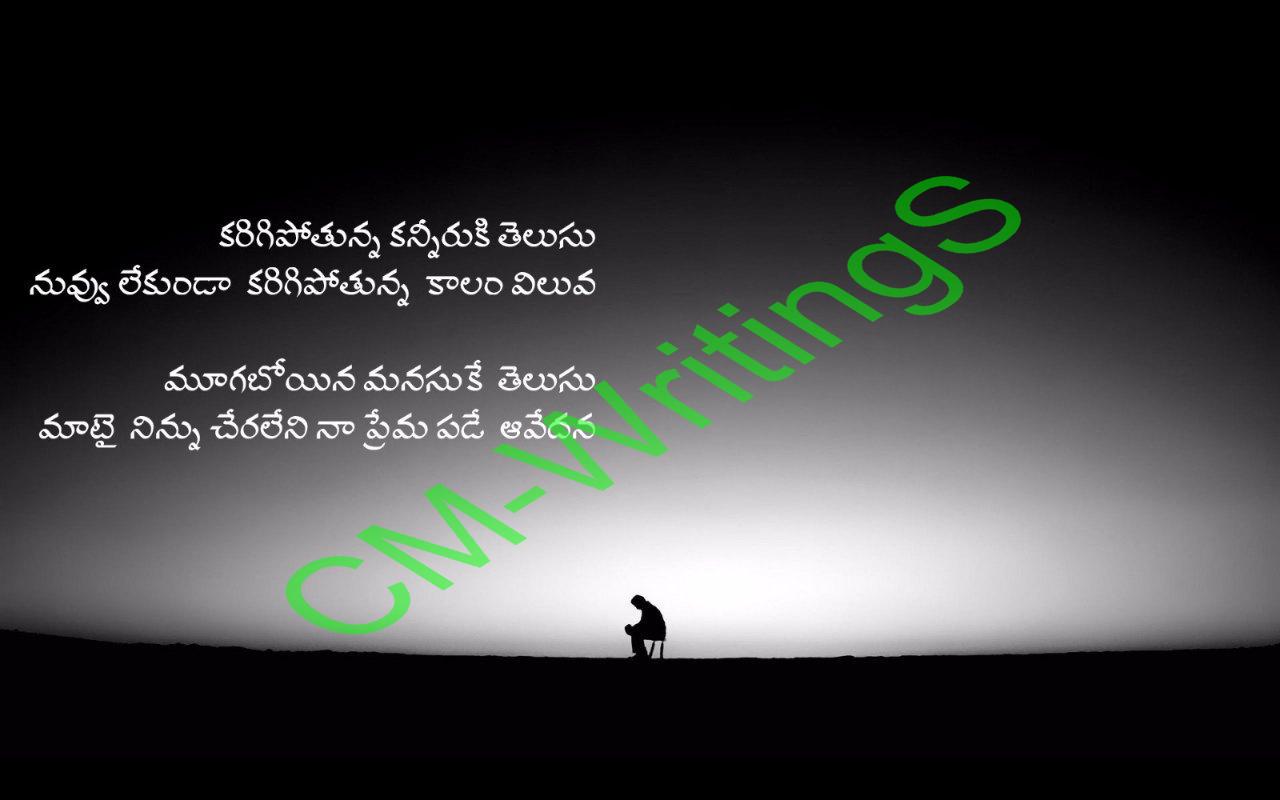 కరిగిపోతున్న కన్నీరుకి తెలుసు
నువ్వు లేకుండా కరిగిపోతున్న కాలం విలువ
మూగబోయిన మనసుకే తెలుసు
మాటై నిన్ను చేరలేని నా ప్రేమ పడే ఆవేదన
CM-WritingS